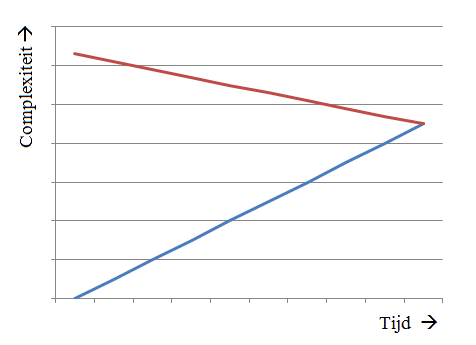 Complexiteit →
Tijd →